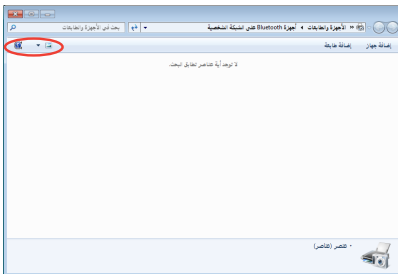 « الأجهزة والطابعات ◂ أجهزة Bluetooth على الشبكة الشخصية
بحث في الأجهزة والطابعات
إضافة جهاز إضافة طابعة
لا توجد أية عناصر تطابق البحث.
٠ عنصر (عناصر)